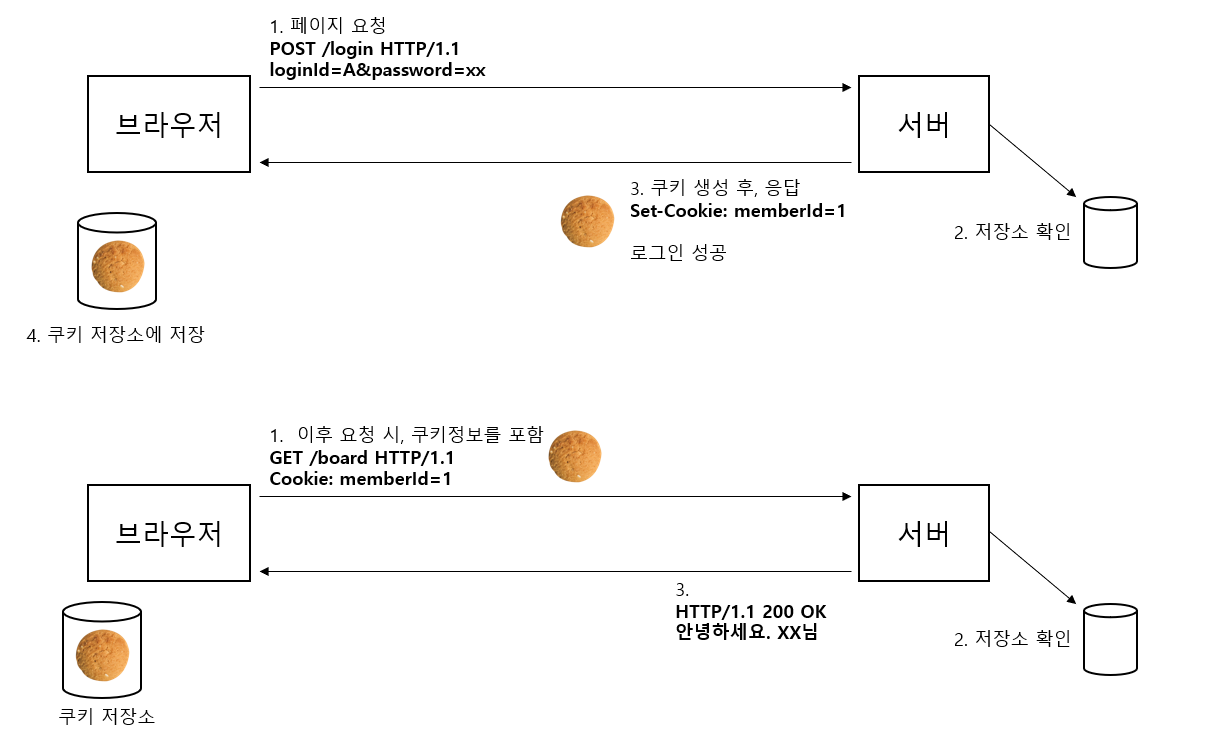 1. 페이지 요청
POST /login HTTP/1.1
loginId=A&password=xx
브라우저
서버
3. 쿠키 생성 후, 응답
Set-Cookie: memberId=1
로그인 성공
2. 저장소 확인
4. 쿠키 저장소에 저장
1. 이후 요청 시, 쿠키정보를 포함
GET /board HTTP/1.1
Cookie: memberId=1
브라우저
서버
3.
HTTP/1.1 200 OK
안녕하세요. XX님
2. 저장소 확인
쿠키 저장소